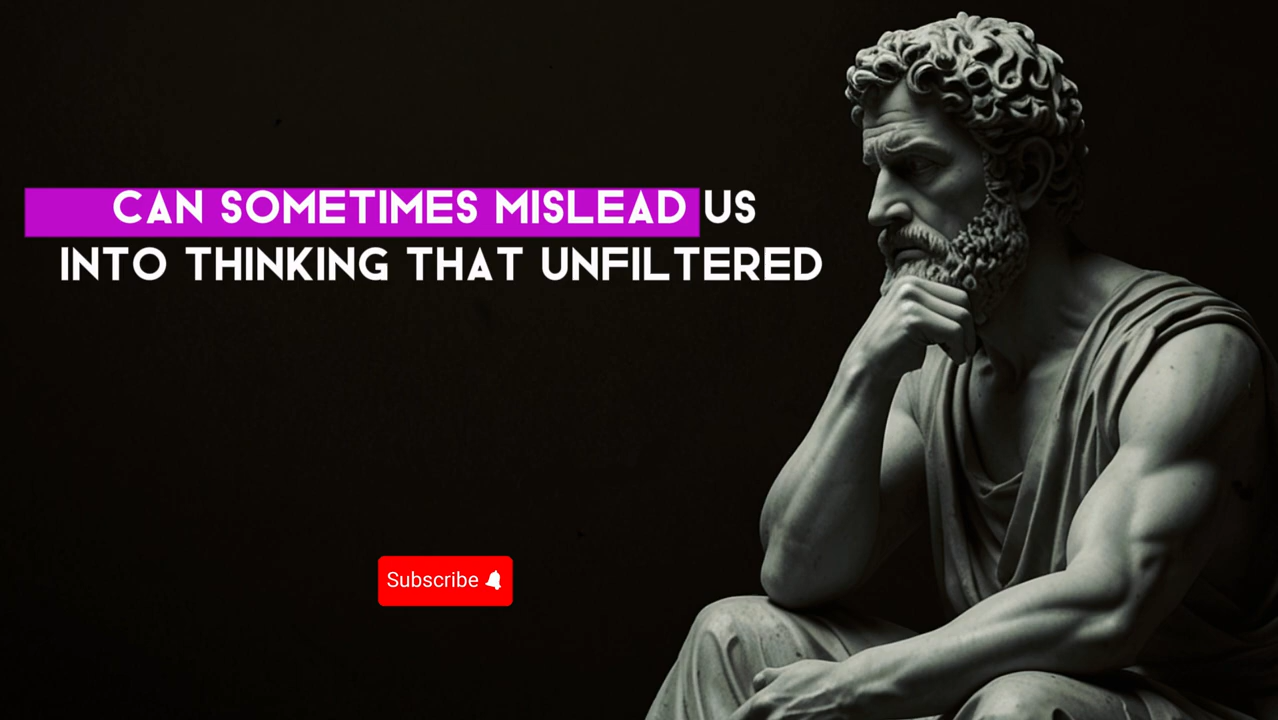 CAN SOMETIMES MISLEAD US
INTO THINKING THAT UNFILTERED
Subscribe